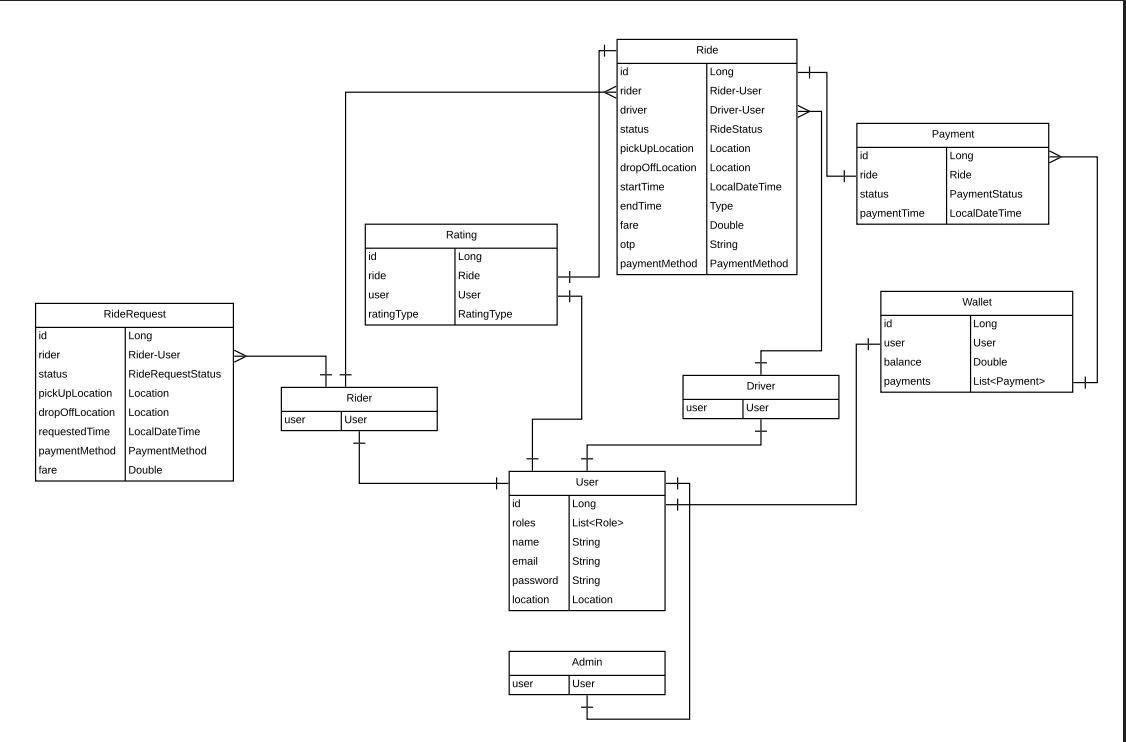 Ride
id Long
rider Rider-User
driver Driver-User
status RideStatus
pickUpLocation Location
dropOffLocation Location
startTime LocalDateTime
endTime Type
fare Double
otp String
paymentMethod PaymentMethod
Payment
id Long
ride Ride
status PaymentStatus
paymentTime LocalDateTime
Rating
id Long
ride Ride
user User
ratingType RatingType
Wallet
id Long
user User
balance Double
payments List<Payment>
RideRequest
id Long
rider Rider-User
status RideRequestStatus
pickUpLocation Location
dropOffLocation Location
requestedTime LocalDateTime
paymentMethod PaymentMethod
fare Double
Rider
user User
Driver
user User
User
id Long
roles List<Role>
name String
email String
password String
location Location
Admin
user User